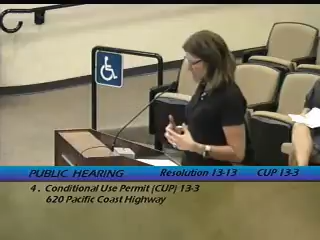 PUBLIC HEARING Resolution 13-13 CUP 13-3
4. Conditional Use Permit (CUP) 13-3
620 Pacific Coast Highway